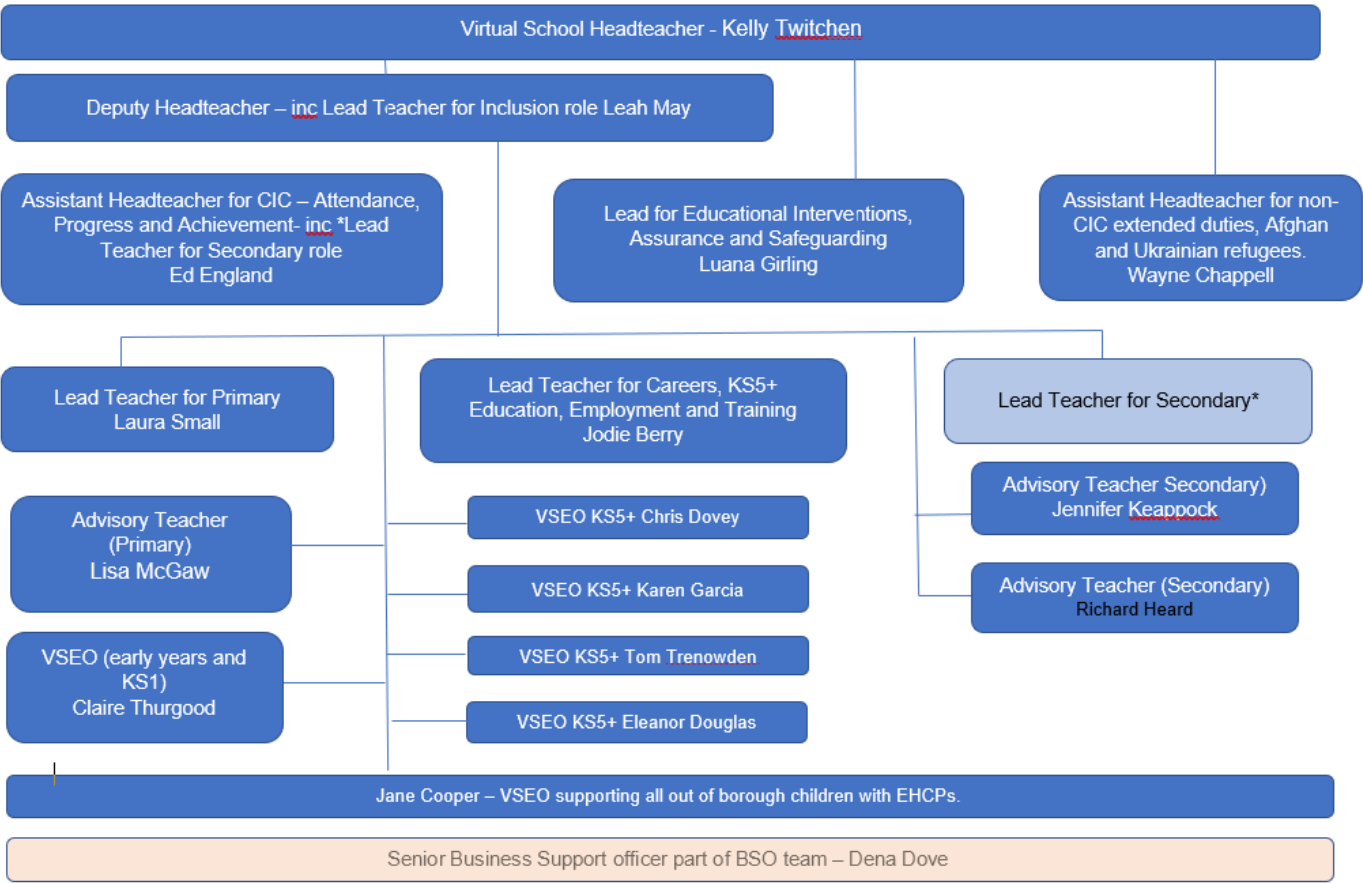 Virtual School Headteacher - Kelly Twitchen
Deputy Headteacher – inc Lead Teacher for Inclusion role Leah May
Assistant Headteacher for CIC – Attendance,
Progress and Achievement- inc *Lead
Teacher for Secondary role
Ed England
Lead for Educational Interventions,
Assurance and Safeguarding
Luana Girling
Assistant Headteacher for non-
CIC extended duties, Afghan
and Ukrainian refugees.
Wayne Chappell
Lead Teacher for Primary
Laura Small
Lead Teacher for Careers, KS5+
Education, Employment and Training
Jodie Berry
Lead Teacher for Secondary*
Advisory Teacher
(Primary)
Lisa McGaw
VSEO (early years and
KS1)
Claire Thurgood
VSEO KS5+ Chris Dovey
VSEO KS5+ Karen Garcia
VSEO KS5+ Tom Trenowden
VSEO KS5+ Eleanor Douglas
Advisory Teacher Secondary)
Jennifer Keappock
Advisory Teacher (Secondary)
Richard Heard
Jane Cooper – VSEO supporting all out of borough children with EHCPs.
Senior Business Support officer part of BSO team – Dena Dove